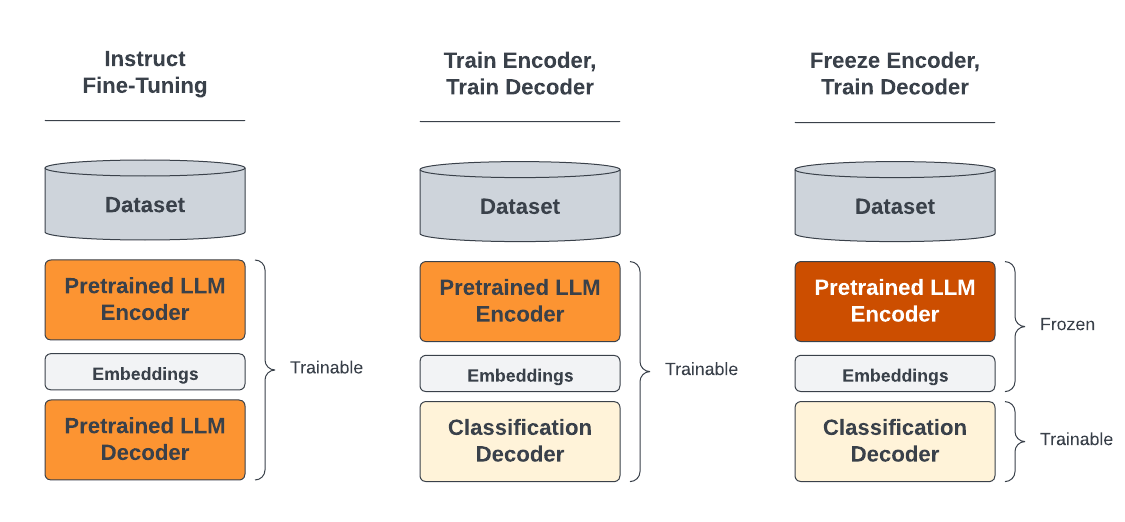 Instruct
Fine-Tuning
Dataset
Pretrained LLM
Encoder
Embeddings
Pretrained LLM
Decoder
Trainable
Train Encoder,
Train Decoder
Dataset
Pretrained LLM
Encoder
Embeddings
Classification
Decoder
Trainable
Freeze Encoder,
Train Decoder
Dataset
Pretrained LLM
Encoder
Embeddings
Frozen
Classification
Decoder
Trainable